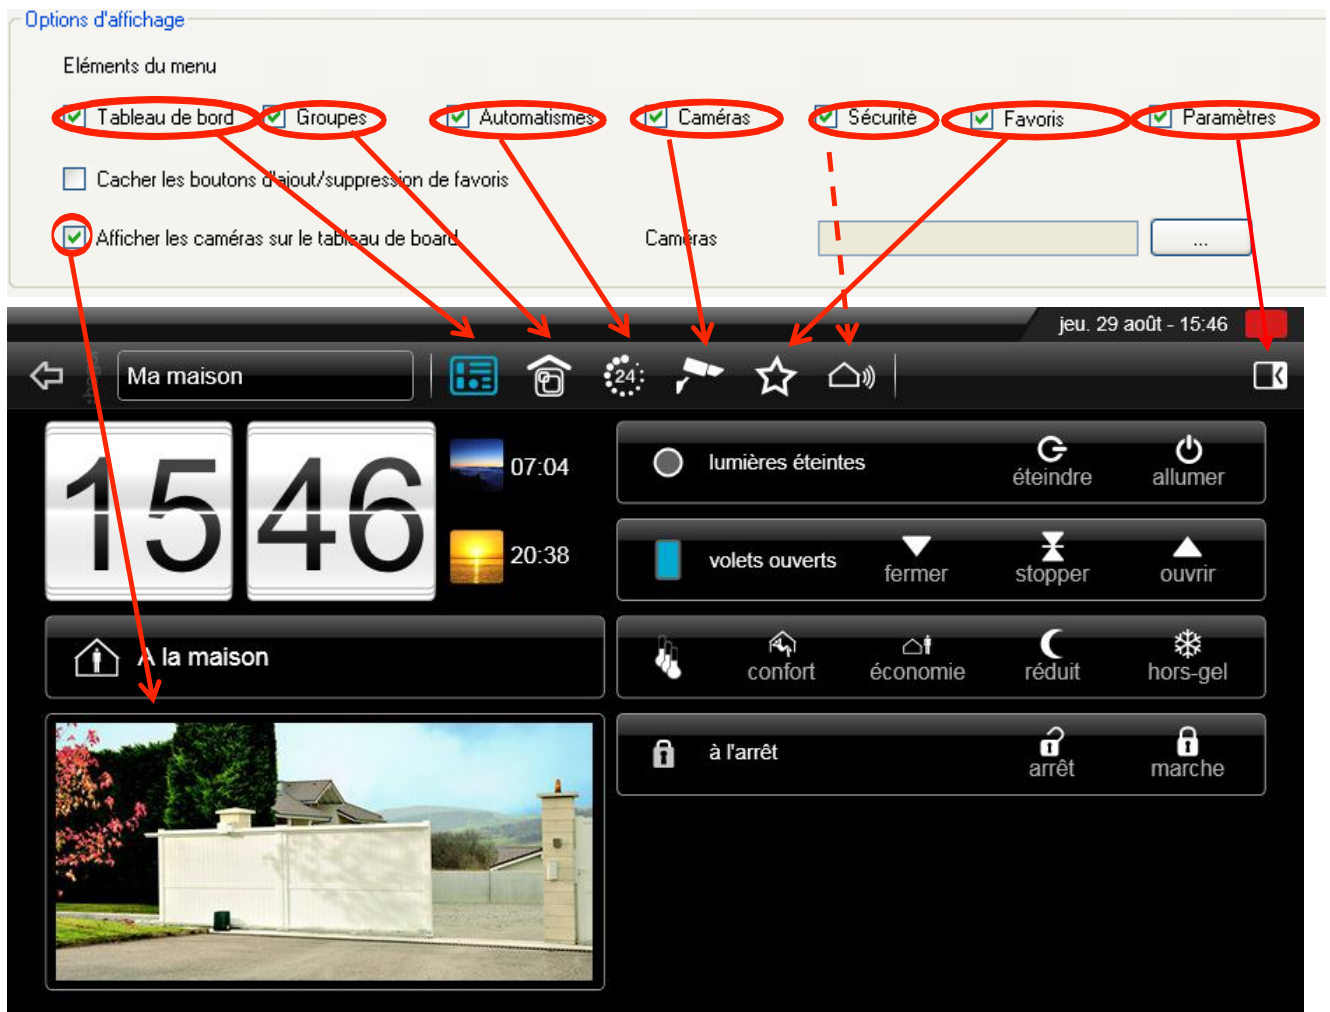 Options d'affichage
Eléments du menu
Tableau de bord Groupes Automatismes Caméras Sécurité Favoris Paramètres
Cacher les boutons d'ajout/suppression de favoris
Afficher les caméras sur le tableau de board Caméras ...
jeu. 29 août - 15:46
Ma maison 24
15 46
07:04
20:38
lumières éteintes éteindre allumer
volets ouverts fermer stopper ouvrir
A la maison
confort économie réduit hors-gel
à l'arrêt arrêt marche